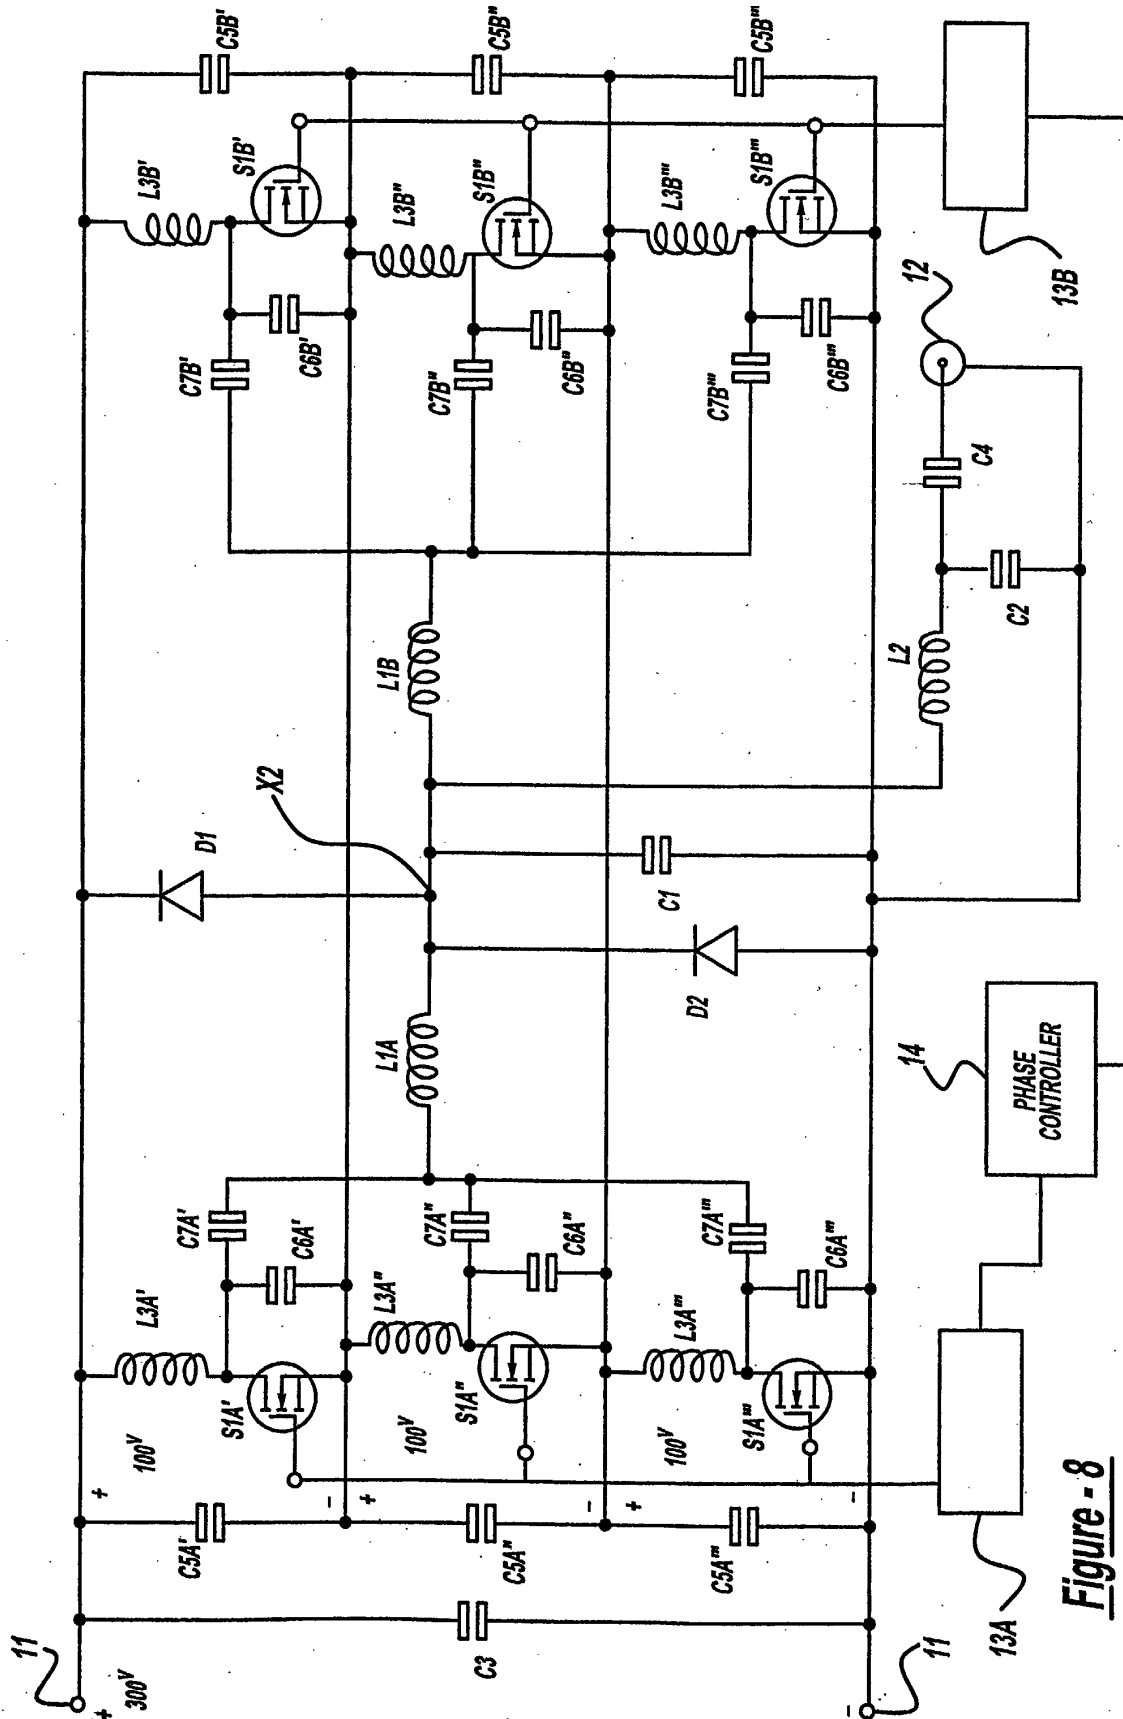 11
+
300V
C3
C5A'
+
100V
-
S1A'
L3A'
C7A'
C6A'
C5A"
+
100V
-
S1A"
L3A"
C7A"
C6A"
C5A'''
+
100V
-
S1A'''
L3A'''
C7A'''
C6A'''
-
11
13A
14
PHASE
CONTROLLER
L1A
D2
X2
D1
C1
L1B
L2
C2
C4
12
C7B'
C6B'
L3B'
S1B'
C5B'
C7B"
C6B"
L3B"
S1B"
C5B"
C7B'''
C6B'''
L3B'''
S1B'''
C5B'''
13B
Figure - 8